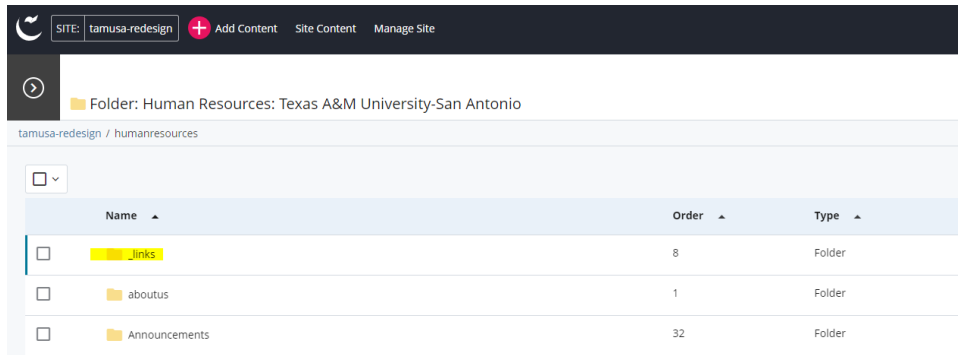 SITE: tamusa-redesign Add Content Site Content Manage Site
Folder: Human Resources: Texas A&M University-San Antonio
tamusa-redesign / humanresources
Name Order Type
_links 8 Folder
aboutus 1 Folder
Announcements 32 Folder